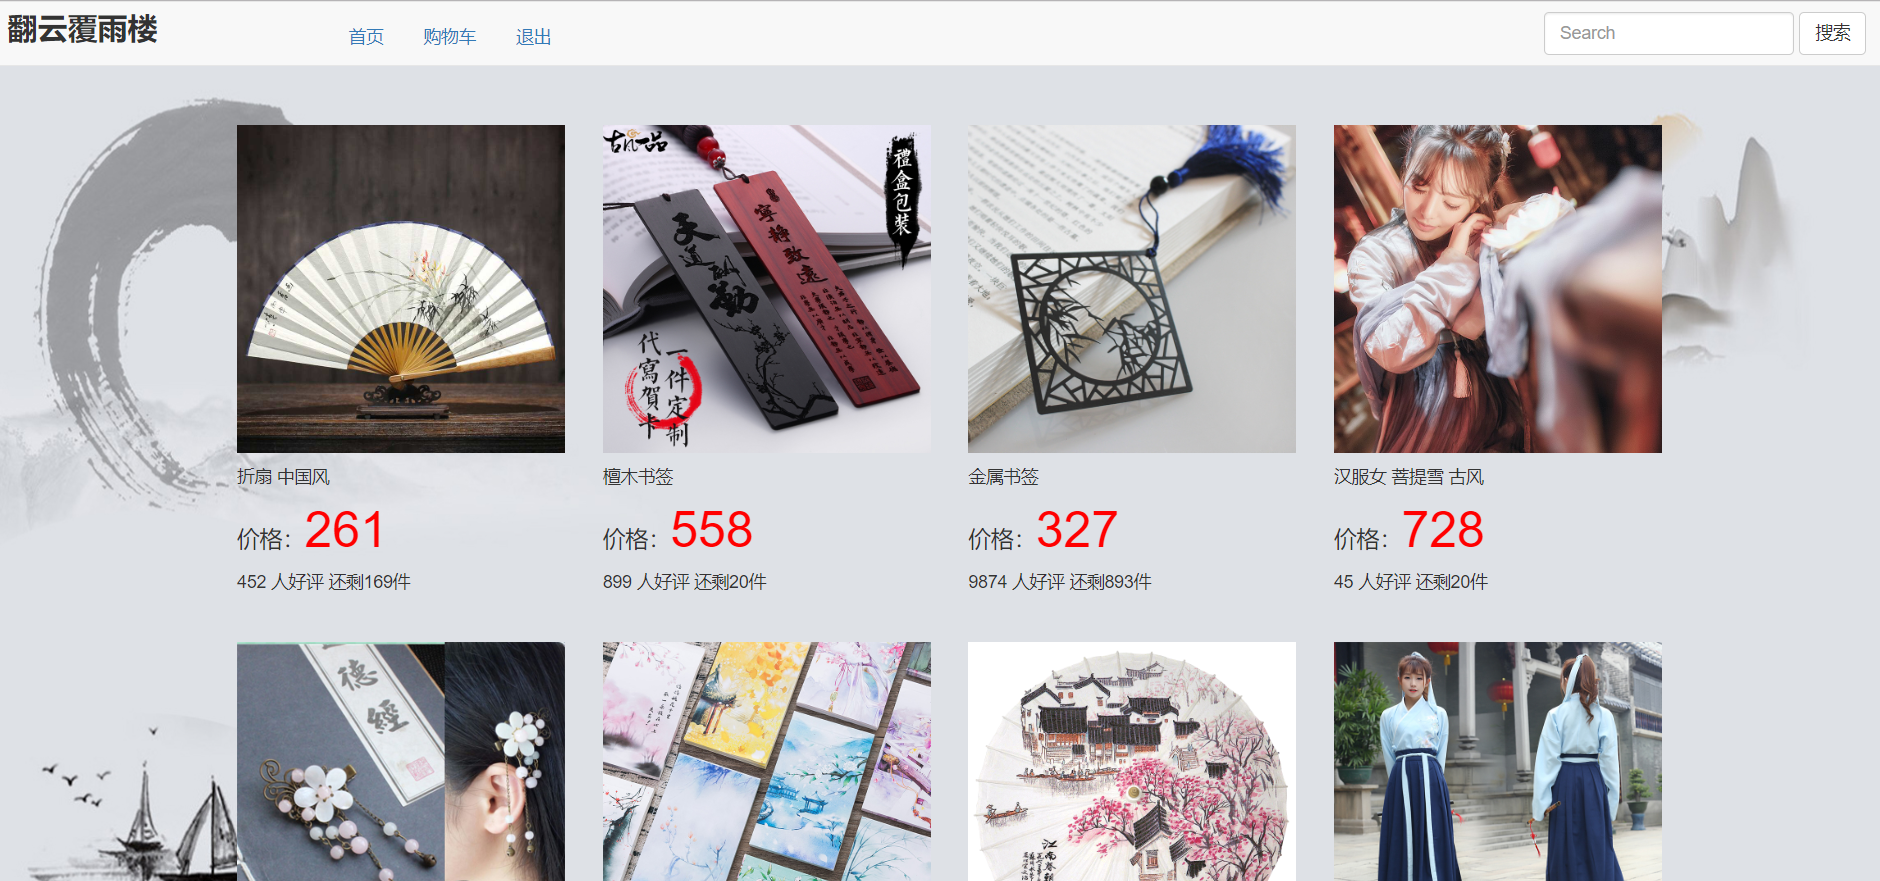 翻云覆雨楼
首页 购物车 退出
Search
搜索
古风一品
禮盒包裝
天道酬勤
寧靜致遠
代寫賀卡
一件定制
折扇 中国风
价格：261
452 人好评 还剩169件
檀木书签
价格：558
899 人好评 还剩20件
金属书签
价格：327
9874 人好评 还剩893件
汉服女 菩提雪 古风
价格：728
45 人好评 还剩20件
德經
江南春朝